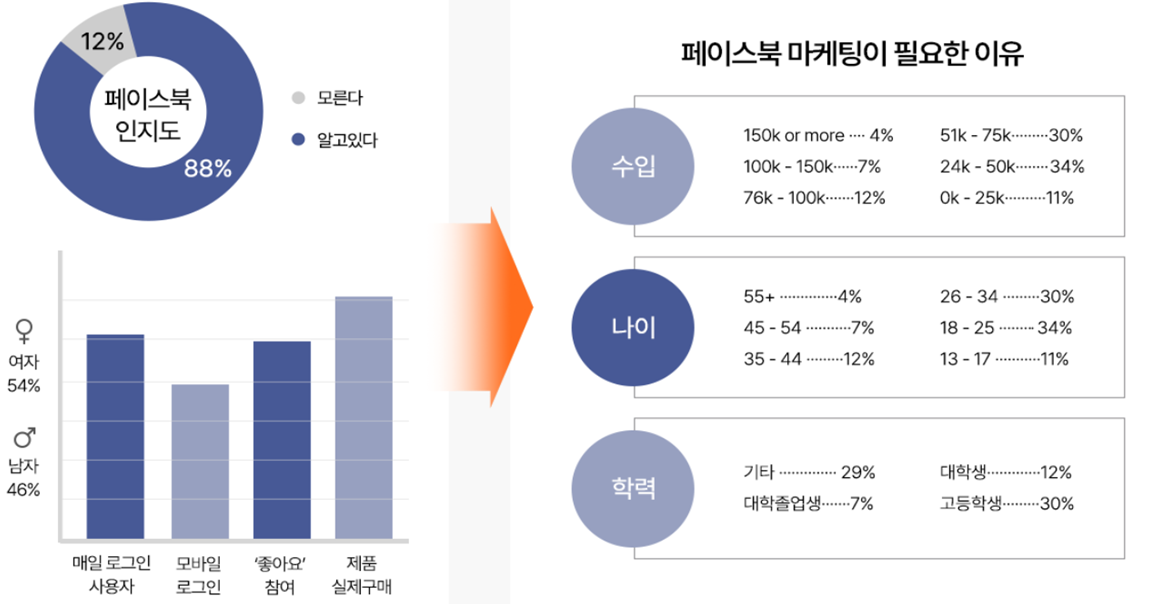 12%
페이스북
인지도
88%
모른다
알고있다
여자
54%
남자
46%
매일 로그인
사용자
모바일
로그인
‘좋아요’
참여
제품
실제구매
페이스북 마케팅이 필요한 이유
수입
150k or more ···· 4%
100k - 150k······7%
76k - 100k·······12%
51k - 75k·········30%
24k - 50k········34%
0k - 25k··········11%
나이
55+ ··············4%
45 - 54 ···········7%
35 - 44 ·········12%
26 - 34 ·········30%
18 - 25 ········· 34%
13 - 17 ···········11%
학력
기타 ·············· 29%
대학졸업생·······7%
대학생·············12%
고등학생·········30%